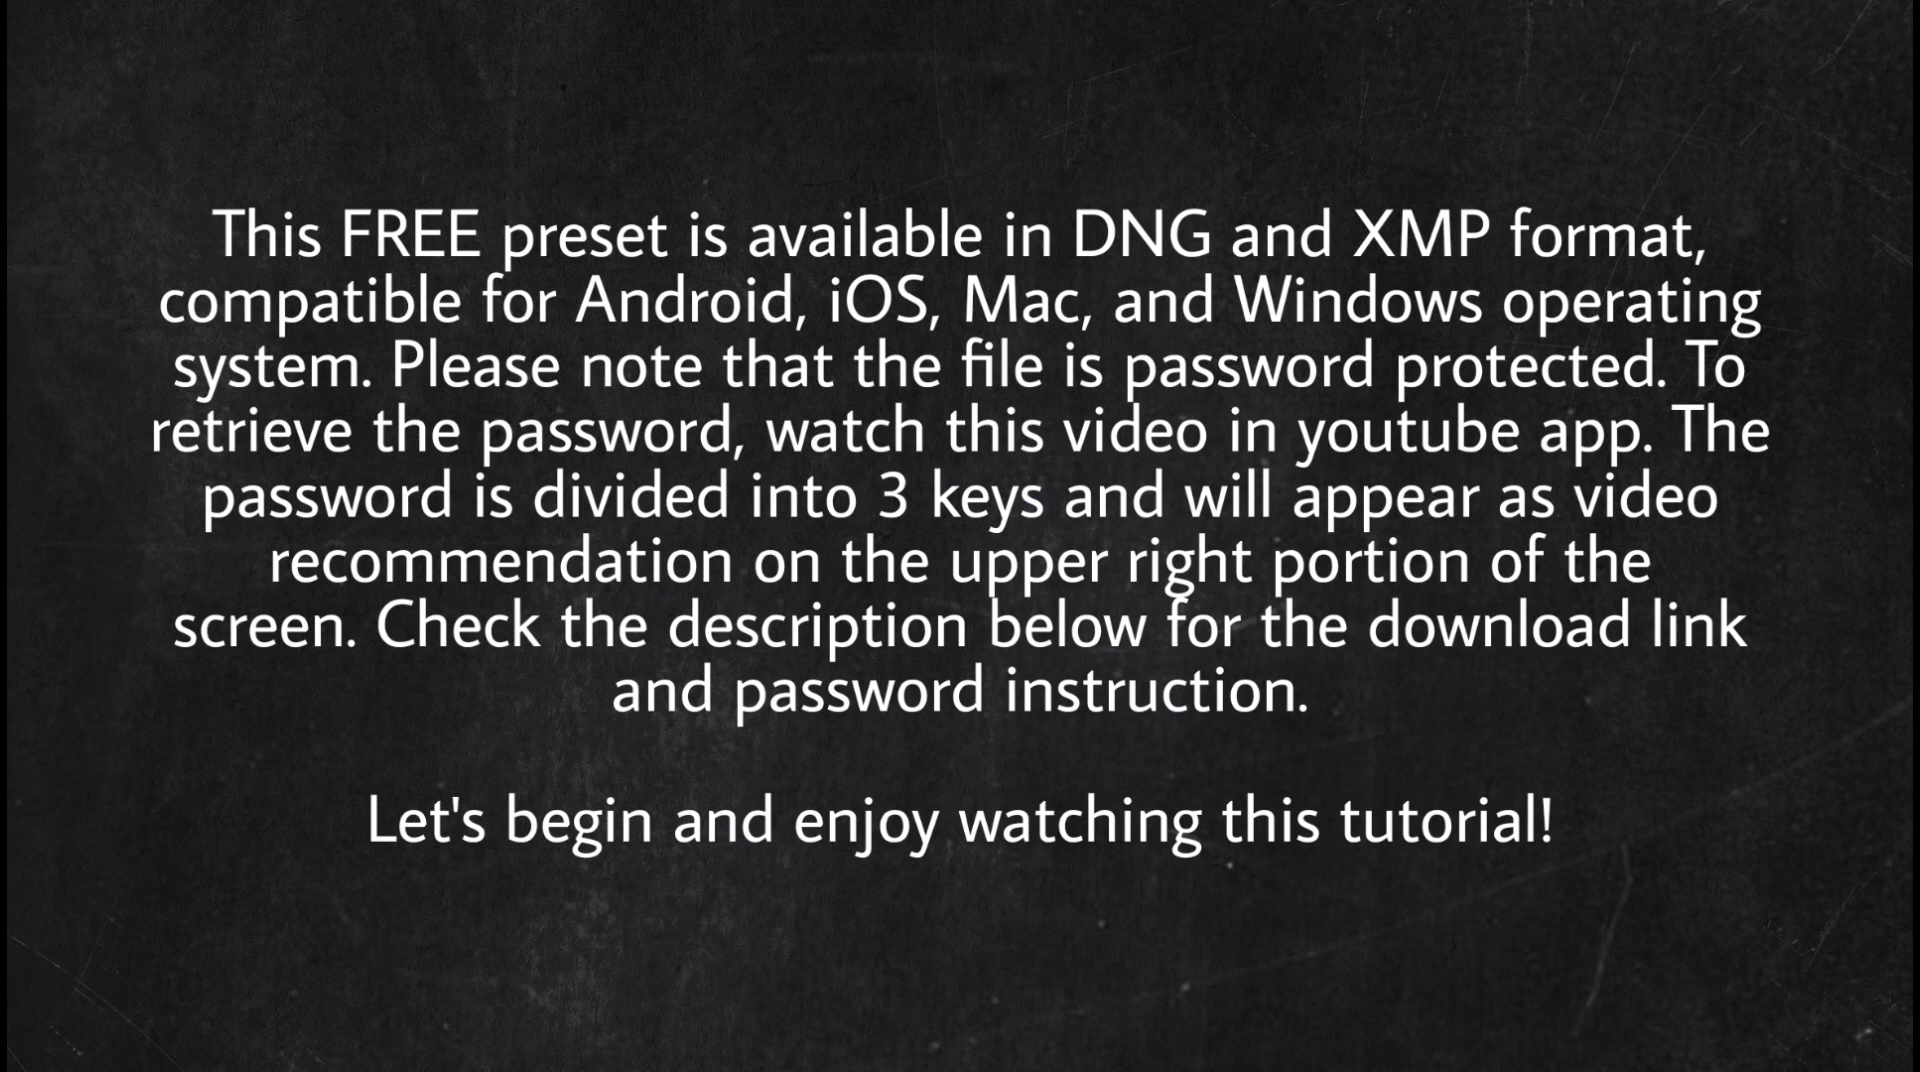 This FREE preset is available in DNG and XMP format,
compatible for Android, iOS, Mac, and Windows operating
system. Please note that the file is password protected. To
retrieve the password, watch this video in youtube app. The
password is divided into 3 keys and will appear as video
recommendation on the upper right portion of the
screen. Check the description below for the download link
and password instruction.
Let's begin and enjoy watching this tutorial!